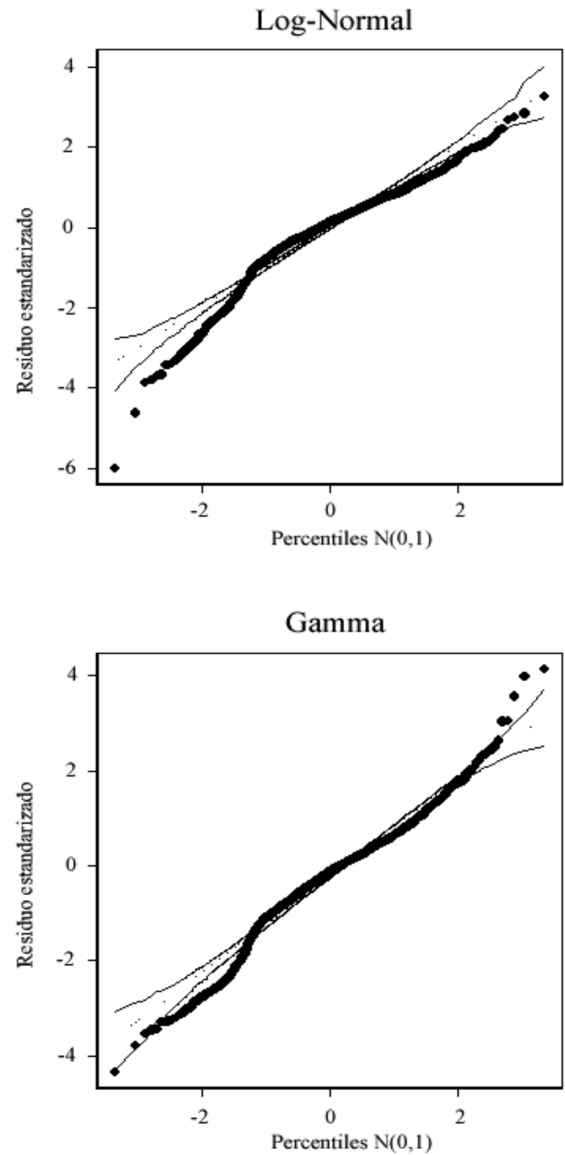 Log-Normal
4
2
0
-2
-4
-6
Residuo estandarizado
-2 0 2
Percentiles N(0,1)
Gamma
4
2
0
-2
-4
Residuo estandarizado
-2 0 2
Percentiles N(0,1)